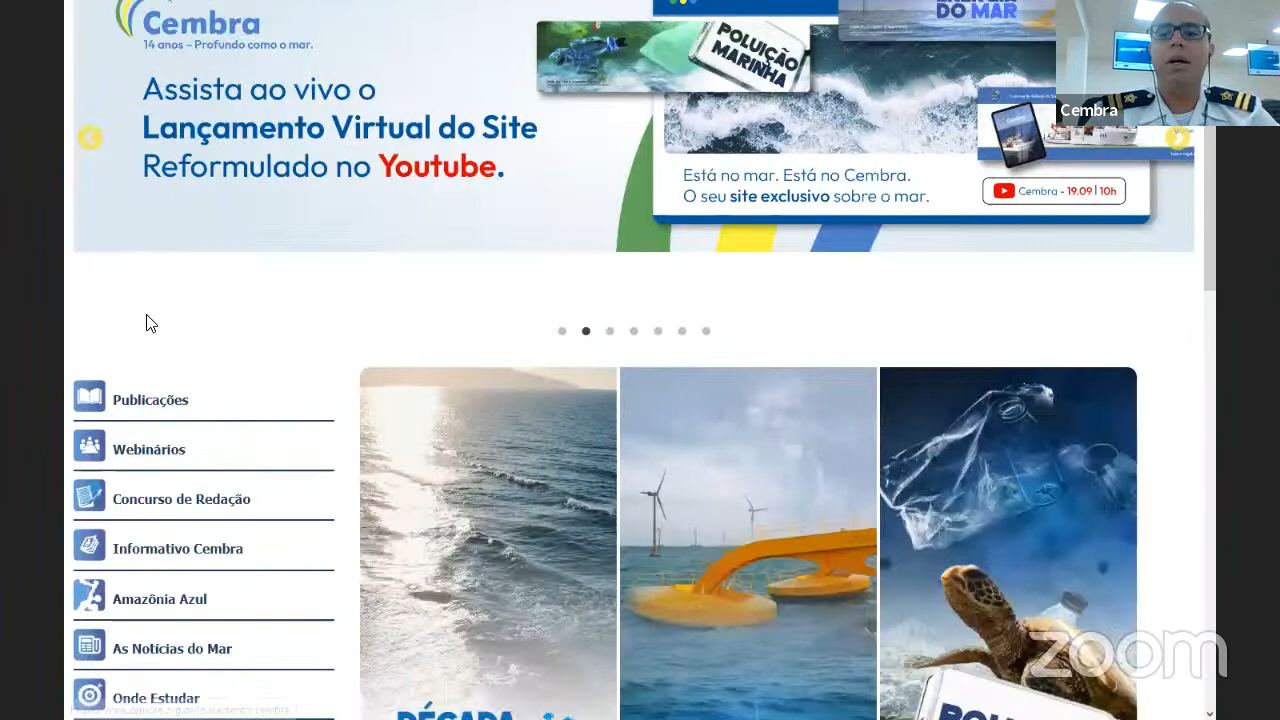 Cembra
14 anos – Profundo como o mar.
Assista ao vivo o
Lançamento Virtual do Site
Reformulado no Youtube.
POLUIÇÃO
MARINHA
ENERGIA
DO MAR
Está no mar. Está no Cembra.
O seu site exclusivo sobre o mar.
Cembra - 19.09 | 10h
Cembra
Publicações
Webinários
Concurso de Redação
Informativo Cembra
Amazônia Azul
As Notícias do Mar
Onde Estudar
DÉCADA
zoom